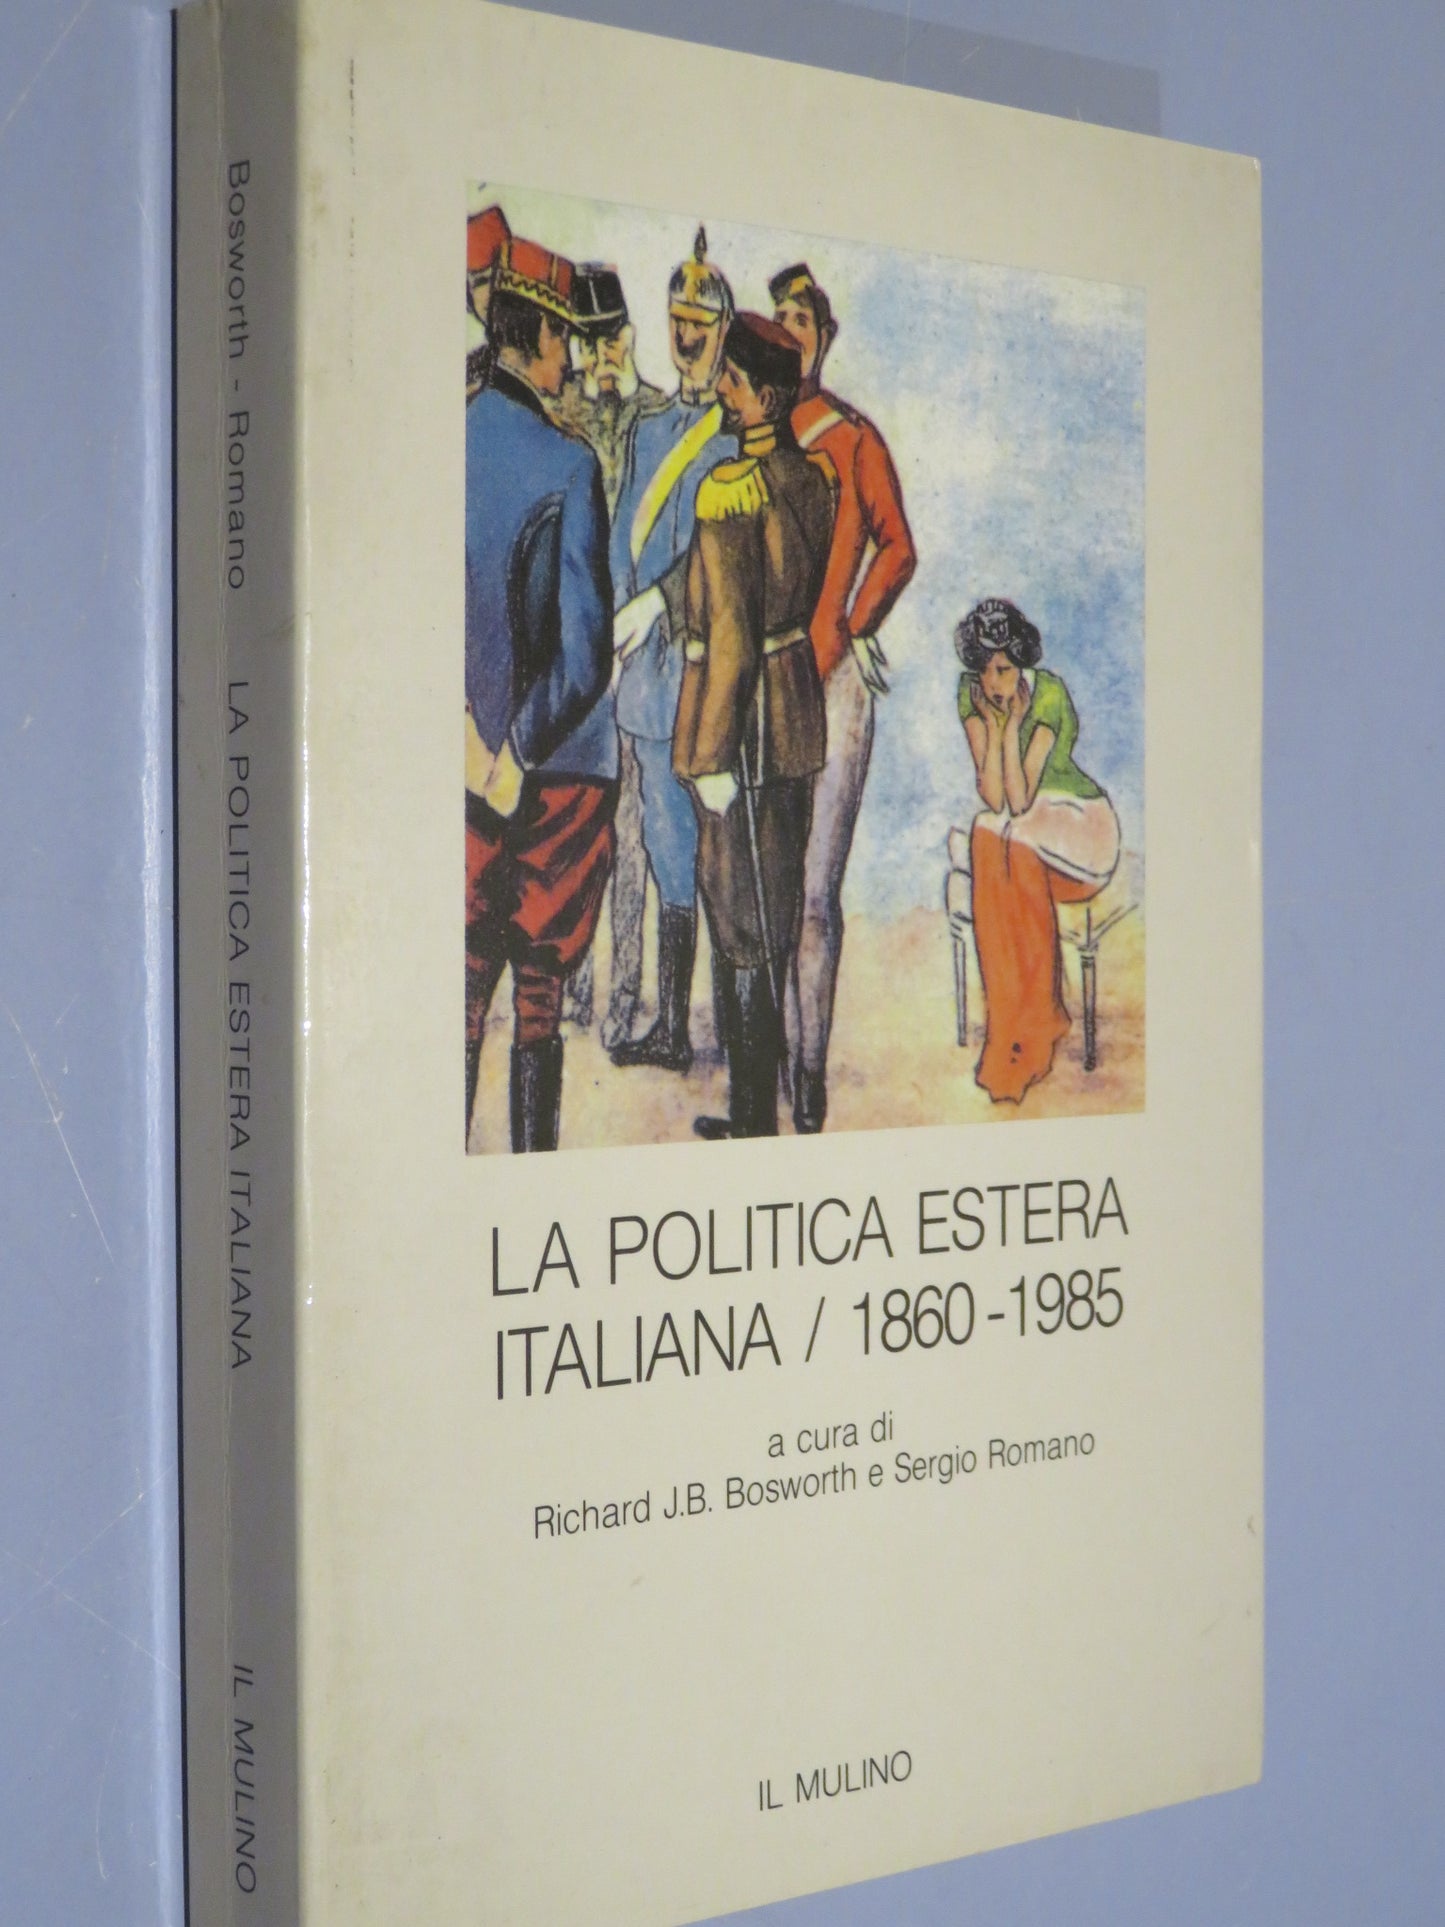 Bosworth - Romano LA POLITICA ESTERA ITALIANA IL MULINO
LA POLITICA ESTERA
ITALIANA / 1860-1985
a cura di
Richard J.B. Bosworth e Sergio Romano
IL MULINO